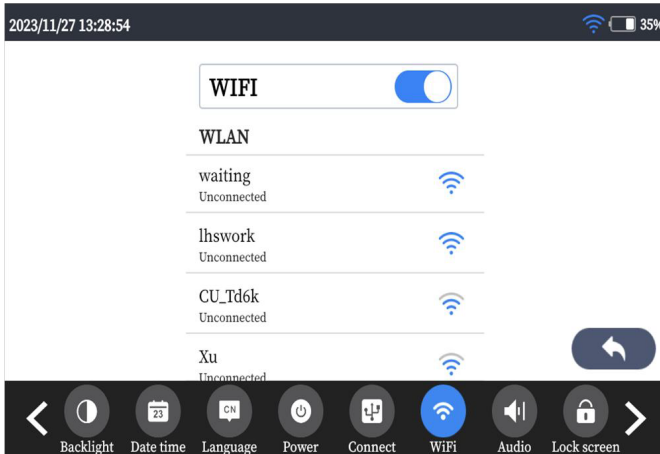 2023/11/27 13:28:54
35%
WIFI
WLAN
waiting
Unconnected
lhswork
Unconnected
CU_Td6k
Unconnected
Xu
Unconnected
23
CN
Backlight Date time Language Power Connect WiFi Audio Lock screen